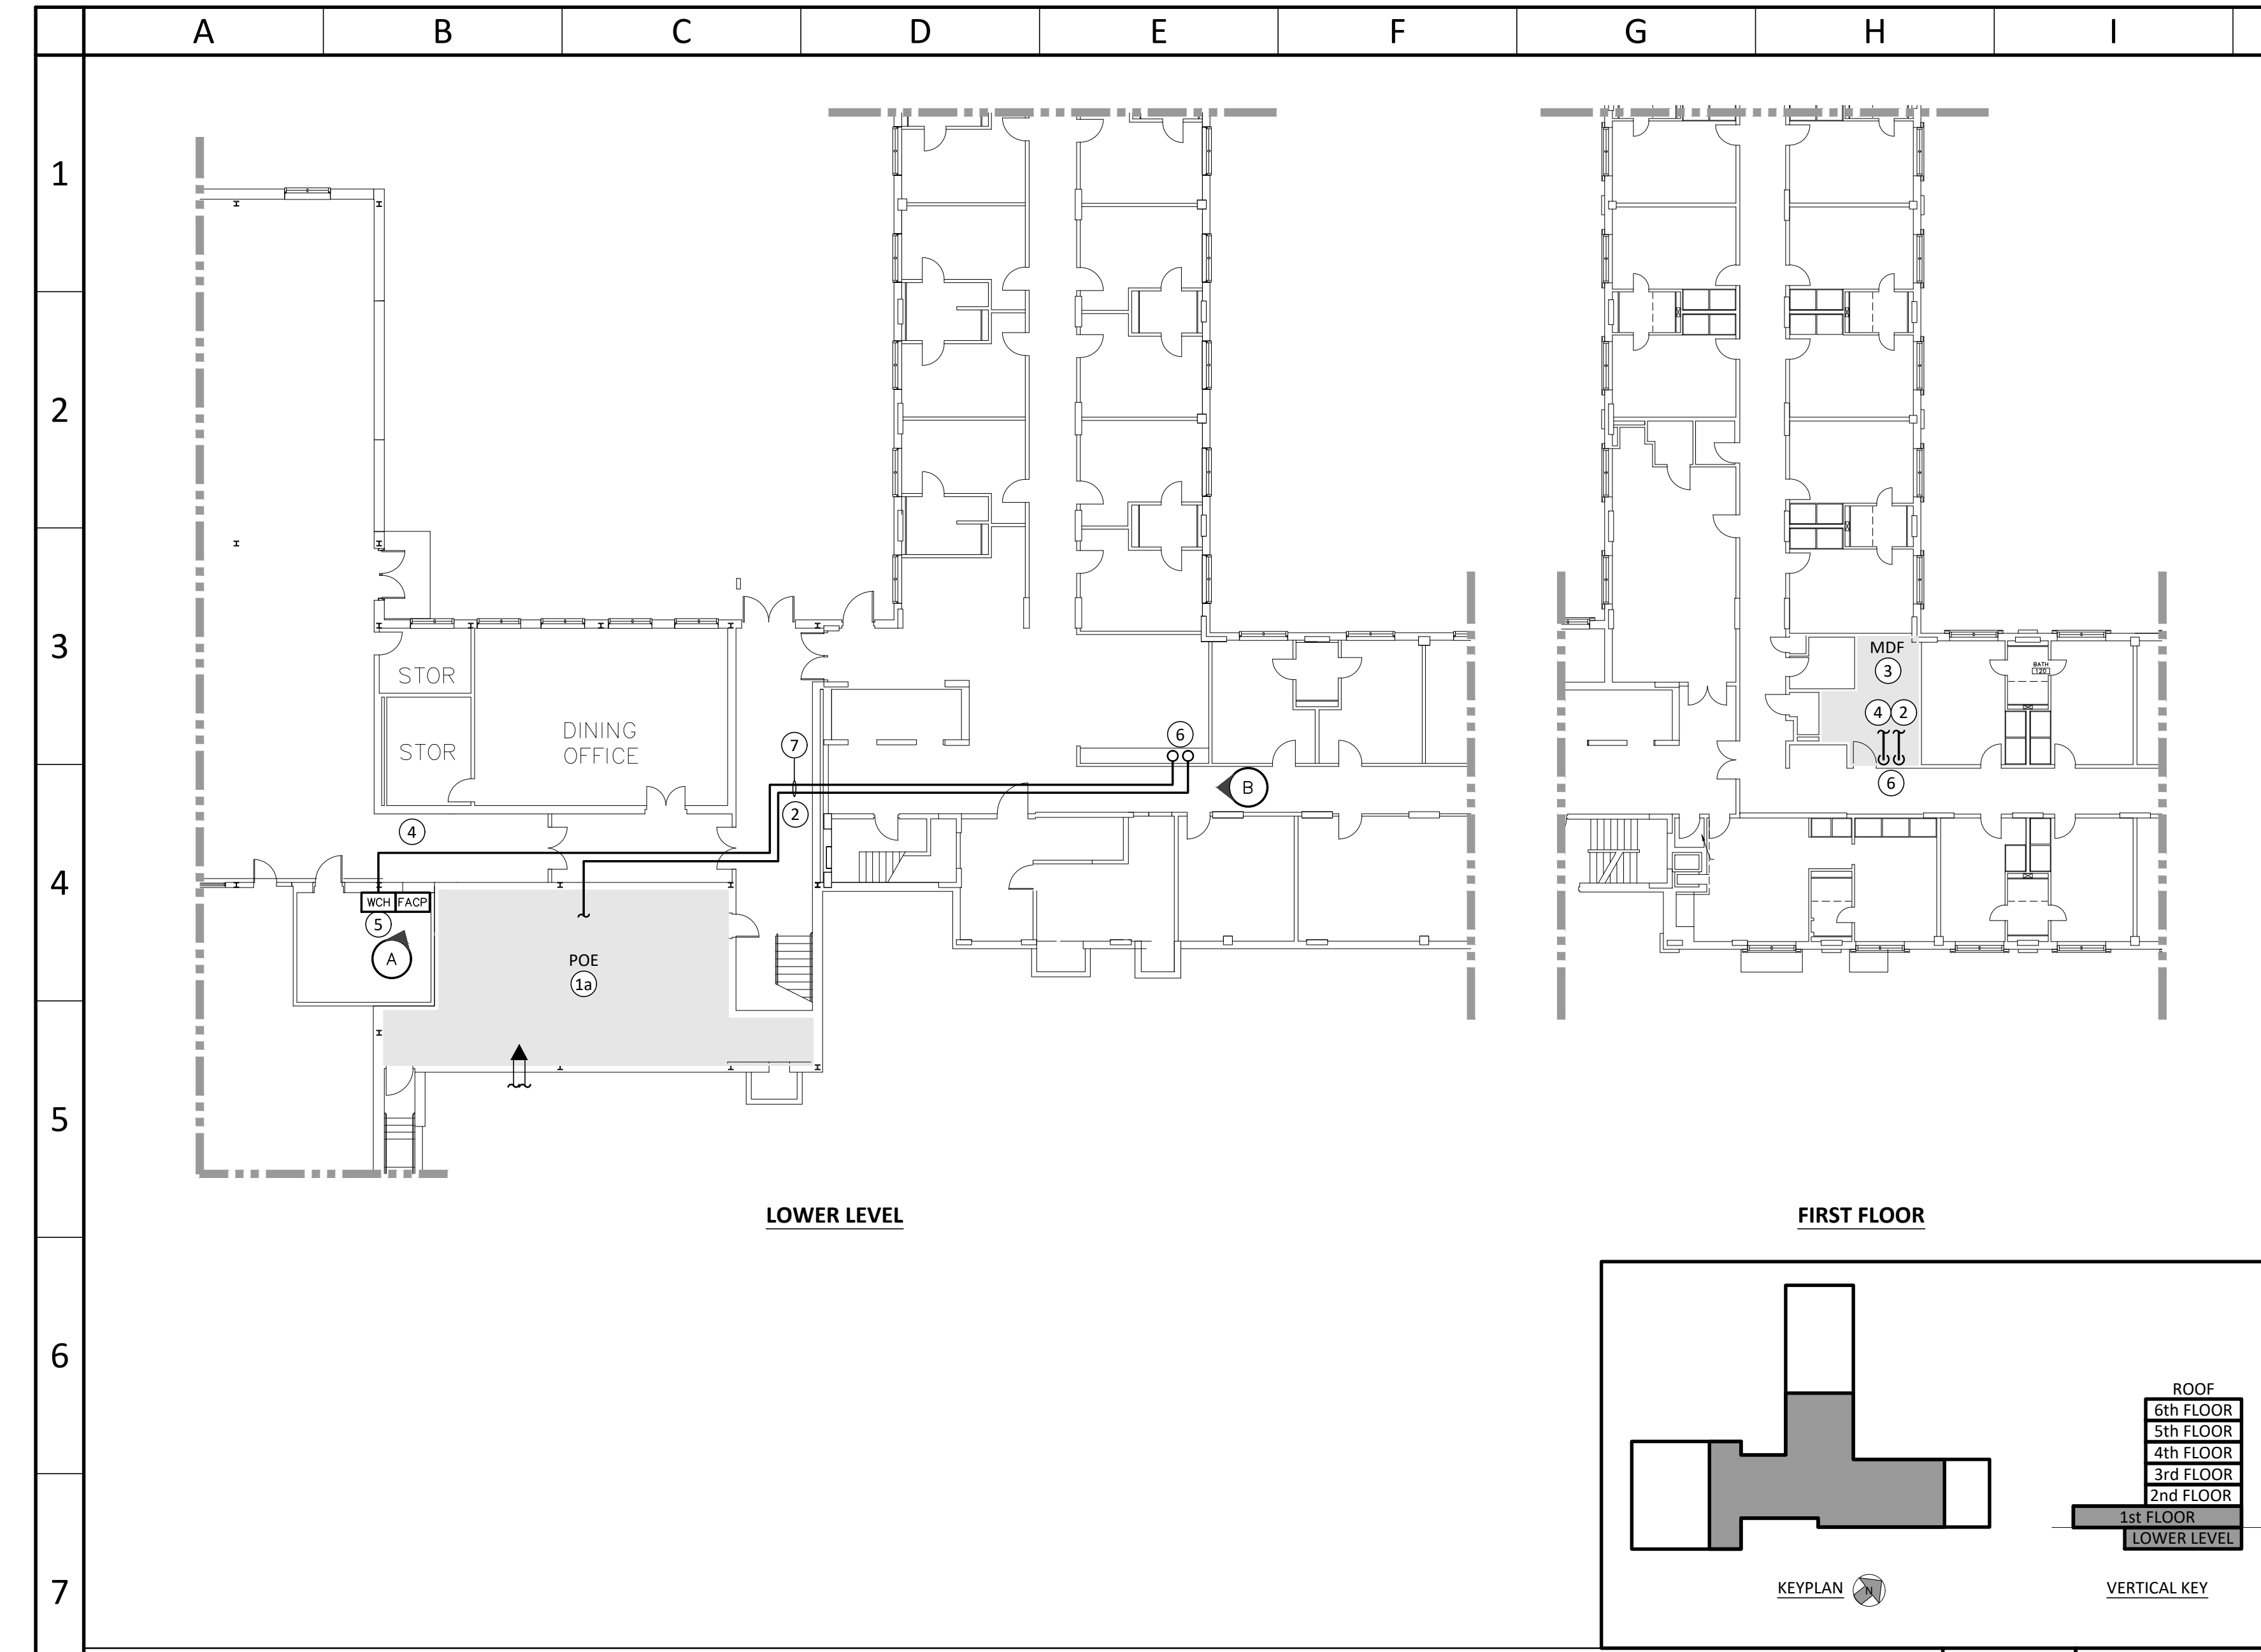 A B C D E F G H I
1
2
3
MDF
3
BATH
120
STOR
4 2
DINING
OFFICE
STOR
6
7
6
B
2
4
4
WCH FACP
5
A
POE
1a
5
LOWER LEVEL
FIRST FLOOR
6
ROOF
6th FLOOR
5th FLOOR
4th FLOOR
3rd FLOOR
2nd FLOOR
1st FLOOR
LOWER LEVEL
7
KEYPLAN
N
VERTICAL KEY